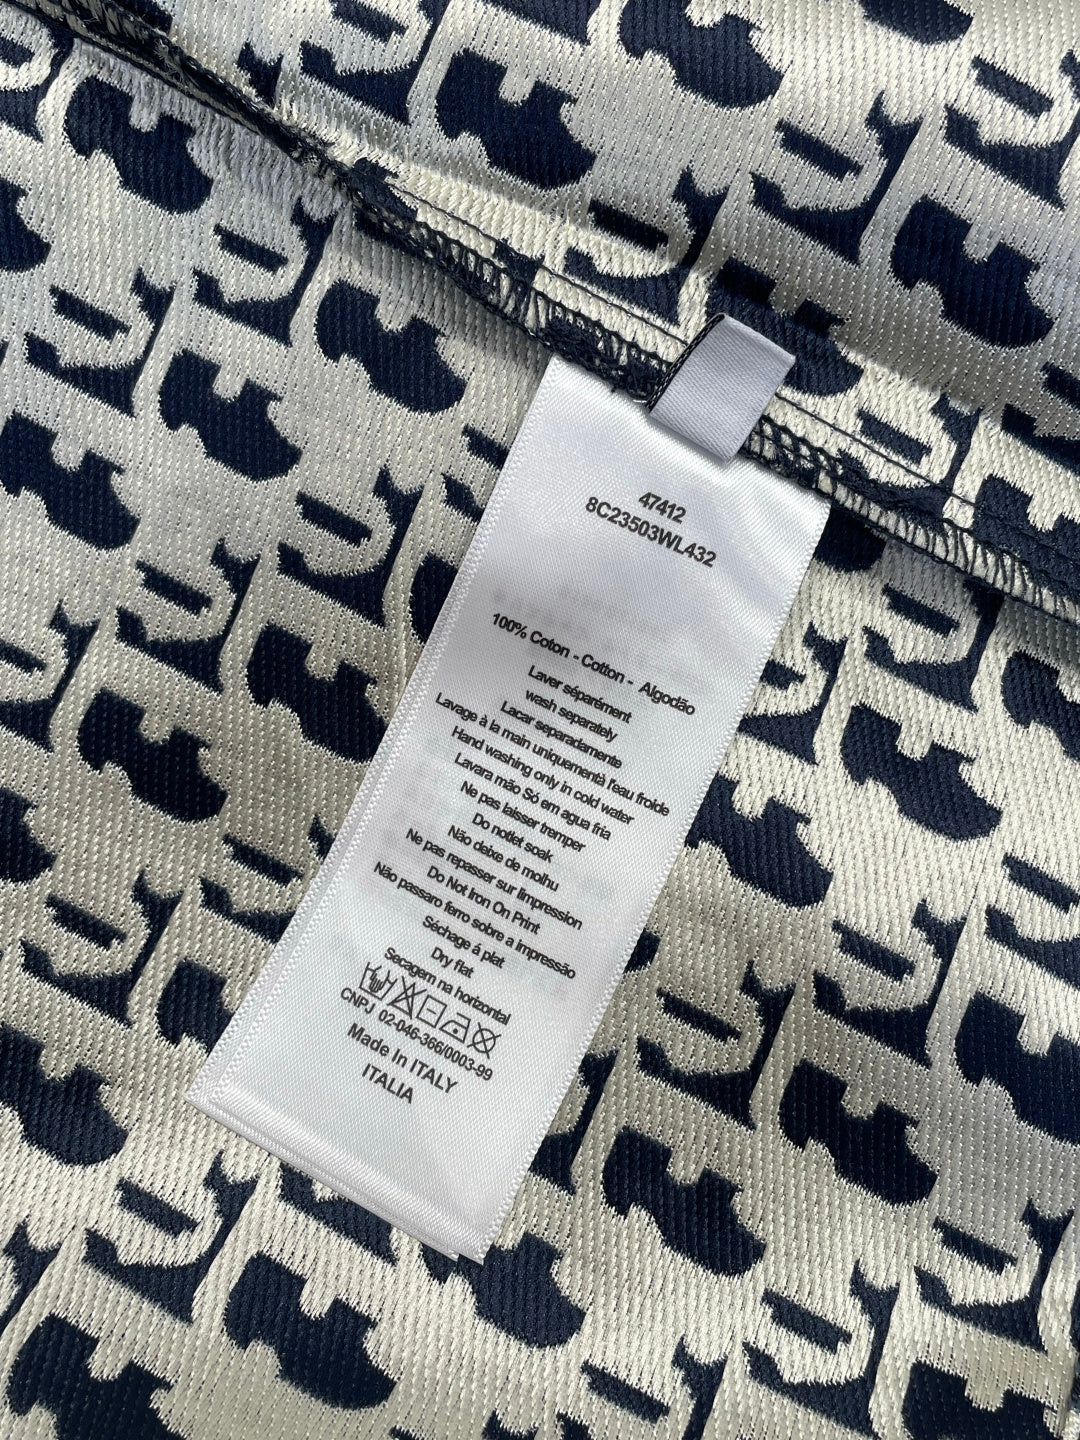 47412
8C23503WL432
100% Coton - Cotton - Algodão
Laver séparément
wash separately
Lacar separadamente
Lavage à la main uniquementà l'eau froide
Hand washing only in cold water
Lavara mão Só em agua fria
Ne pas laisser tremper
Do notlet soak
Não deixe de molhu
Ne pas repasser sur limpression
Do Not Iron On Print
Não passaro ferro sobre a impressão
Séchage á plat
Dry flat
Secagem na horizontal
CNPJ 02-046-366/0003-99
Made In ITALY
ITALIA